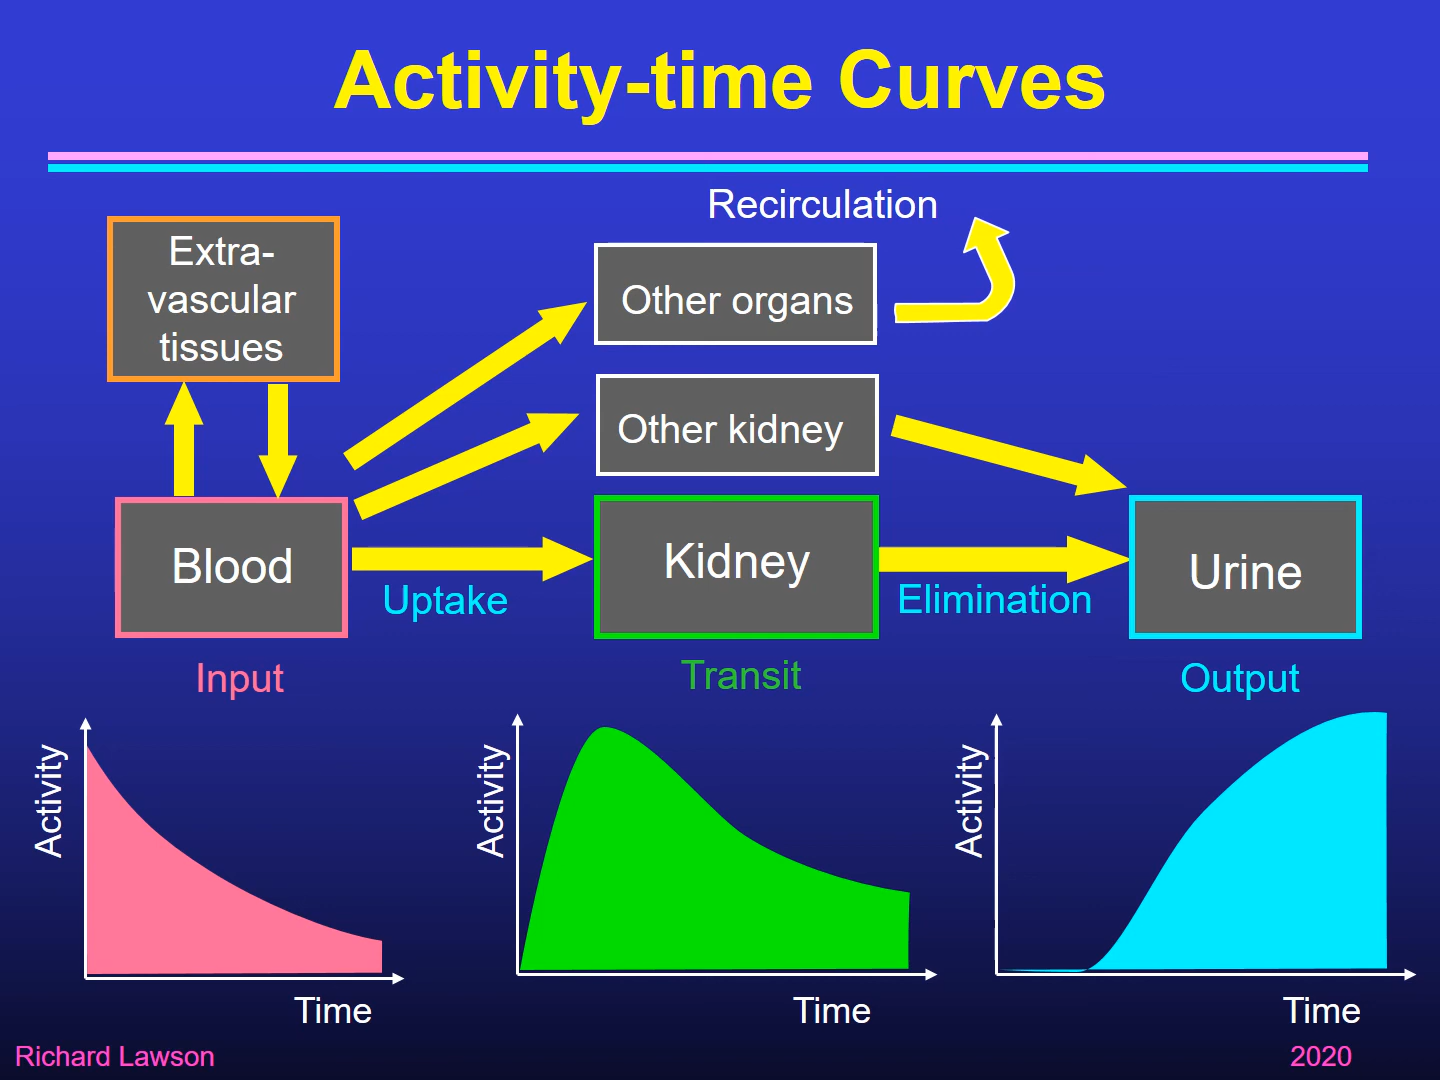 Activity-time Curves
Recirculation
Extra-
vascular
tissues
Other organs
Other kidney
Blood
Kidney
Urine
Uptake
Elimination
Input
Transit
Output
Activity
Activity
Activity
Time
Time
Time
Richard Lawson
2020